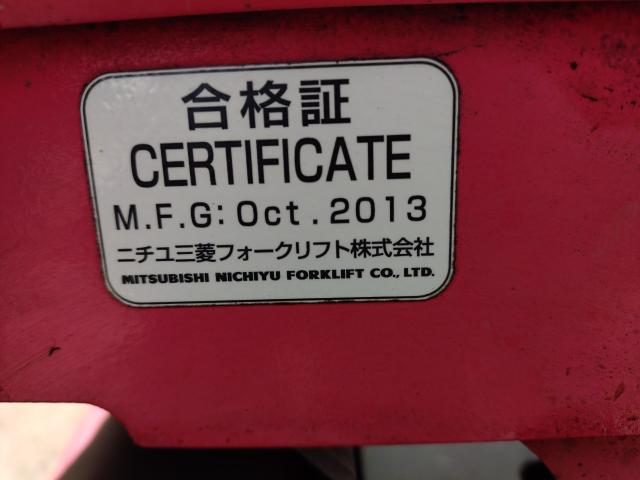 合格証
CERTIFICATE
M.F.G: Oct. 2013
ニチユ三菱フォークリフト株式会社
MITSUBISHI NICHIYU FORKLIFT CO., LTD.